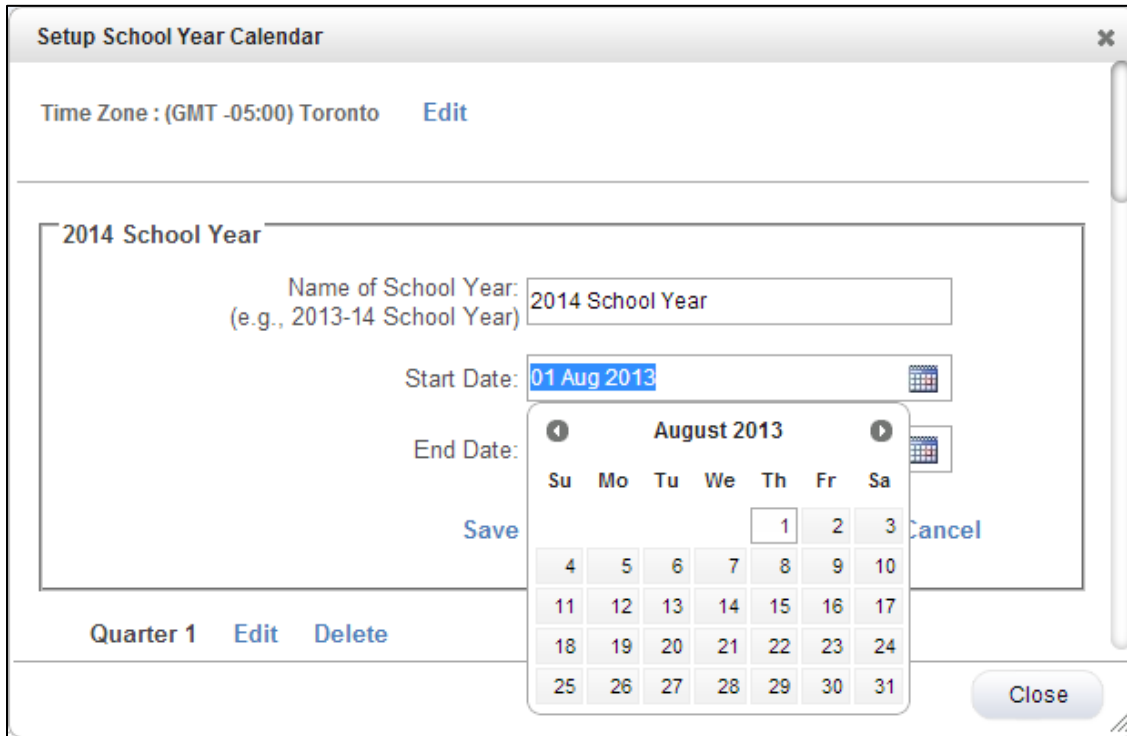 Setup School Year Calendar
Time Zone : (GMT -05:00) Toronto Edit
2014 School Year
Name of School Year:
(e.g., 2013-14 School Year)
2014 School Year
Start Date: 01 Aug 2013
End Date:
August 2013
Su Mo Tu We Th Fr Sa
1 2 3
4 5 6 7 8 9 10
11 12 13 14 15 16 17
18 19 20 21 22 23 24
25 26 27 28 29 30 31
Save Cancel
Quarter 1 Edit Delete
Close